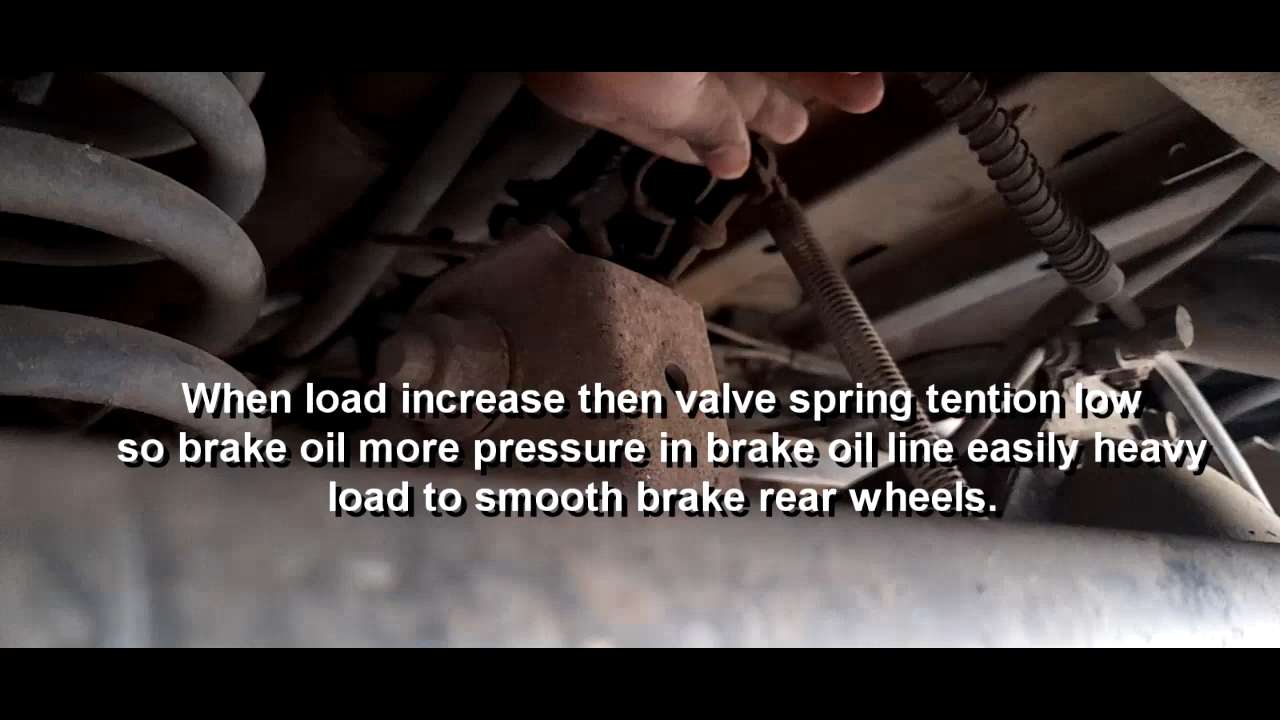 When load increase then valve spring tention low
so brake oil more pressure in brake oil line easily heavy
load to smooth brake rear wheels.